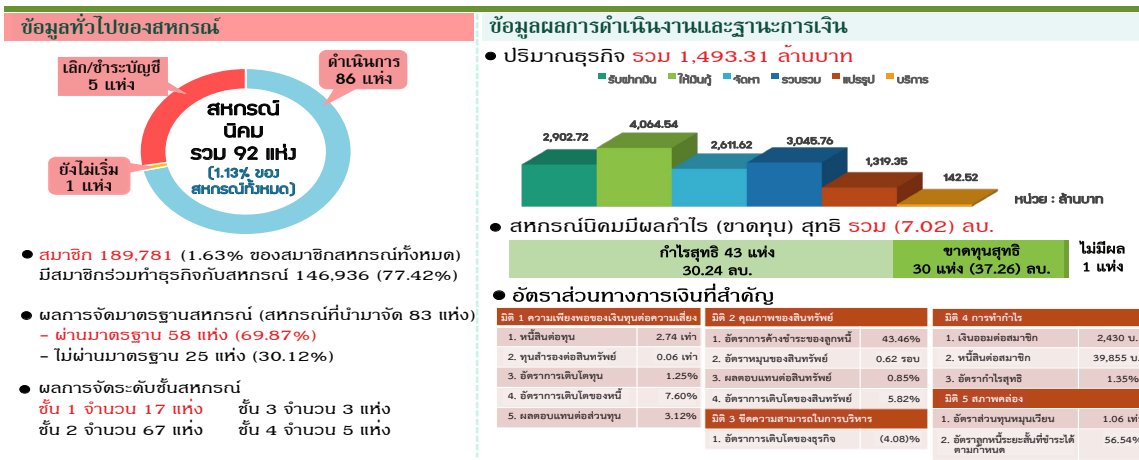 ข้อมูลทั่วไปของสหกรณ์
เลิก/ชำระบัญชี
5 แห่ง
ดำเนินการ
86 แห่ง
สหกรณ์
นิคม
รวม 92 แห่ง
(1.13% ของ
สหกรณ์ทั้งหมด)
ยังไม่เริ่ม
1 แห่ง
● สมาชิก 189,781 (1.63% ของสมาชิกสหกรณ์ทั้งหมด)
มีสมาชิกร่วมทำธุรกิจกับสหกรณ์ 146,936 (77.42%)
● ผลการจัดมาตรฐานสหกรณ์ (สหกรณ์ที่นำมาจัด 83 แห่ง)
- ผ่านมาตรฐาน 58 แห่ง (69.87%)
- ไม่ผ่านมาตรฐาน 25 แห่ง (30.12%)
● ผลการจัดระดับชั้นสหกรณ์
ชั้น 1 จำนวน 17 แห่ง ชั้น 3 จำนวน 3 แห่ง
ชั้น 2 จำนวน 67 แห่ง ชั้น 4 จำนวน 5 แห่ง
ข้อมูลผลการดำเนินงานและฐานะการเงิน
● ปริมาณธุรกิจ รวม 1,493.31 ล้านบาท
รับฝากเงิน ให้เงินกู้ จัดหา รวบรวม แปรรูป บริการ
2,902.72
4,064.54
2,611.62
3,045.76
1,319.35
142.52
หน่วย : ล้านบาท
● สหกรณ์นิคมมีผลกำไร (ขาดทุน) สุทธิ รวม (7.02) ลบ.
กำไรสุทธิ 43 แห่ง
30.24 ลบ.
ขาดทุนสุทธิ
30 แห่ง (37.26) ลบ.
ไม่มีผล
1 แห่ง
● อัตราส่วนทางการเงินที่สำคัญ
มิติ 1 ความเพียงพอของเงินทุนต่อความเสี่ยง
1. หนี้สินต่อทุน 2.74 เท่า
2. ทุนสำรองต่อสินทรัพย์ 0.06 เท่า
3. อัตราการเติบโตทุน 1.25%
4. อัตราการเติบโตของหนี้ 7.60%
5. ผลตอบแทนต่อส่วนทุน 3.12%
มิติ 2 คุณภาพของสินทรัพย์
1. อัตราการค้างชำระของลูกหนี้ 43.46%
2. อัตราหมุนของสินทรัพย์ 0.62 รอบ
3. ผลตอบแทนต่อสินทรัพย์ 0.85%
4. อัตราการเติบโตของสินทรัพย์ 5.82%
มิติ 3 ขีดความสามารถในการบริหาร
1. อัตราการเติบโตของธุรกิจ (4.08)%
มิติ 4 การทำกำไร
1. เงินออมต่อสมาชิก 2,430 บ.
2. หนี้สินต่อสมาชิก 39,855 บ.
3. อัตรากำไรสุทธิ 1.35%
มิติ 5 สภาพคล่อง
1. อัตราส่วนทุนหมุนเวียน 1.06 เท่า
2. อัตราลูกหนี้ระยะสั้นที่ชำระได้ 56.54%
ตามกำหนด